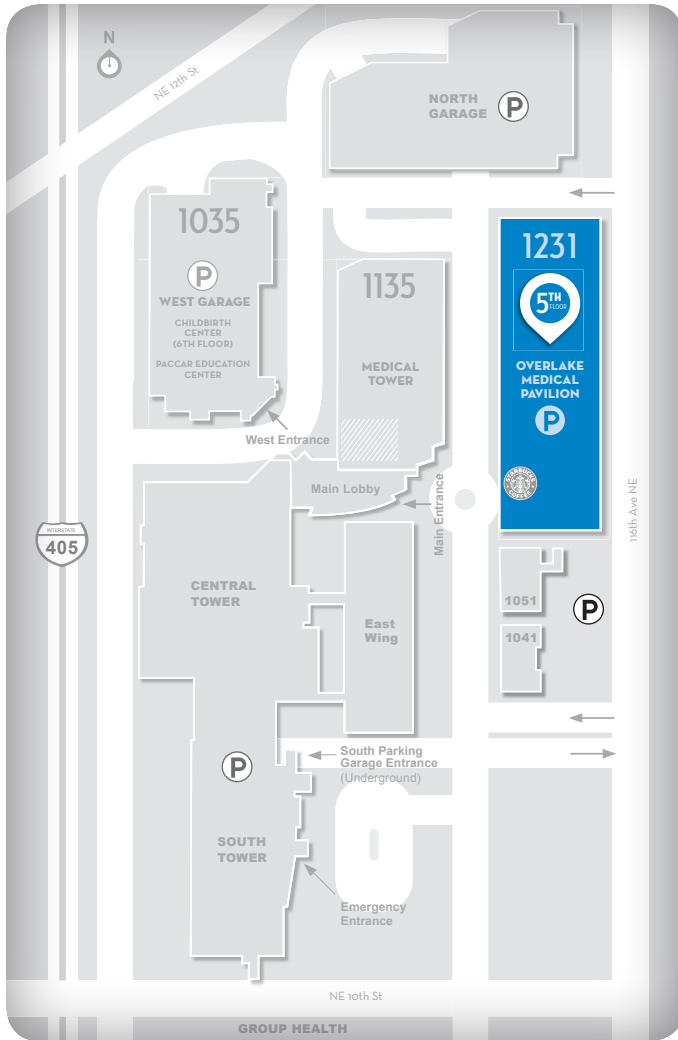 N
NE 12th St
NORTH
GARAGE
P
1035
P
WEST GARAGE
CHILDBIRTH
CENTER
(6TH FLOOR)
PACCAR EDUCATION
CENTER
1135
MEDICAL
TOWER
1231
5TH
FLOOR
OVERLAKE
MEDICAL
PAVILION
P
STARBUCKS
COFFEE
West Entrance
Main Lobby
Main Entrance
116th Ave NE
INTERSTATE
405
CENTRAL
TOWER
East
Wing
1051
P
1041
South Parking
Garage Entrance
(Underground)
P
SOUTH
TOWER
Emergency
Entrance
NE 10th St
GROUP HEALTH